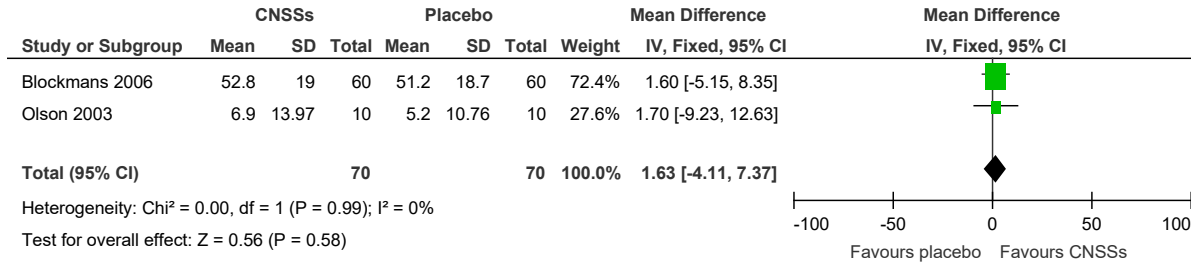 CNSSs Placebo Mean Difference Mean Difference
Study or Subgroup Mean SD Total Mean SD Total Weight IV, Fixed, 95% CI IV, Fixed, 95% CI
Blockmans 2006 52.8 19 60 51.2 18.7 60 72.4% 1.60 [-5.15, 8.35]
Olson 2003 6.9 13.97 10 5.2 10.76 10 27.6% 1.70 [-9.23, 12.63]
Total (95% CI) 70 70 100.0% 1.63 [-4.11, 7.37]
Heterogeneity: Chi² = 0.00, df = 1 (P = 0.99); I² = 0%
Test for overall effect: Z = 0.56 (P = 0.58)
-100 -50 0 50 100
Favours placebo Favours CNSSs